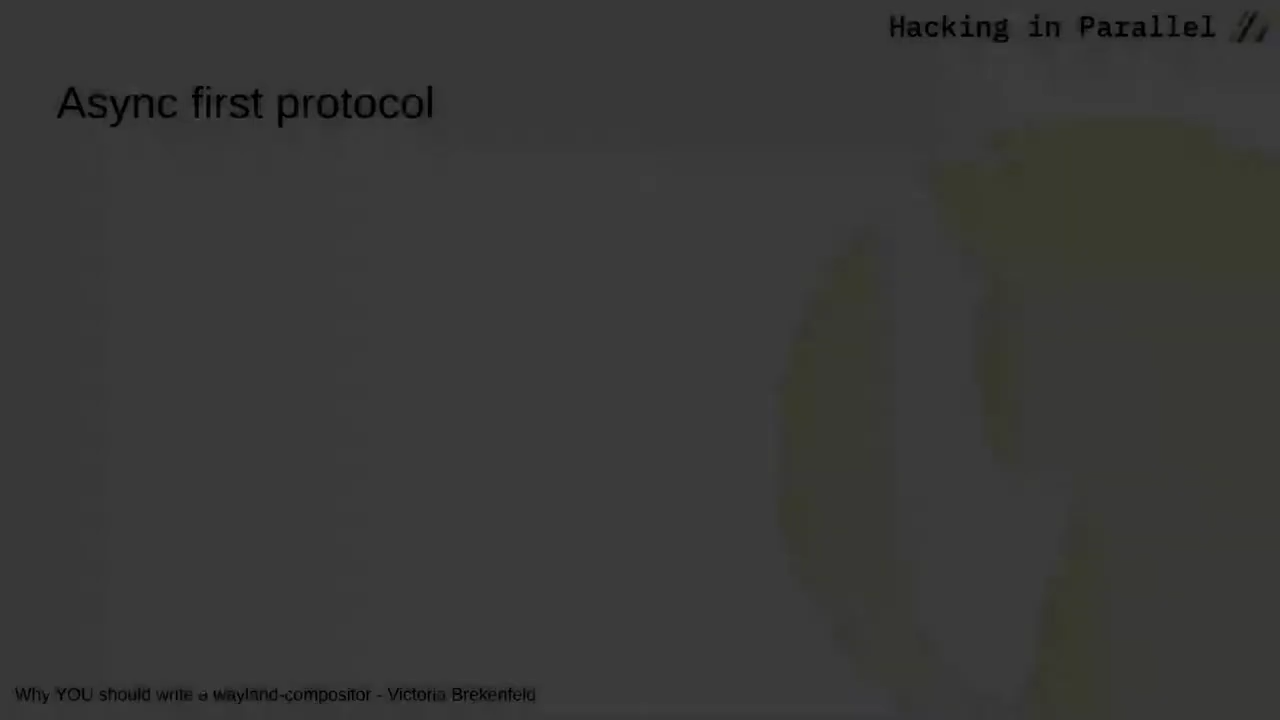 Hacking in Parallel
Async first protocol
Why YOU should write a wayland-compositor - Victoria Brekenfeld